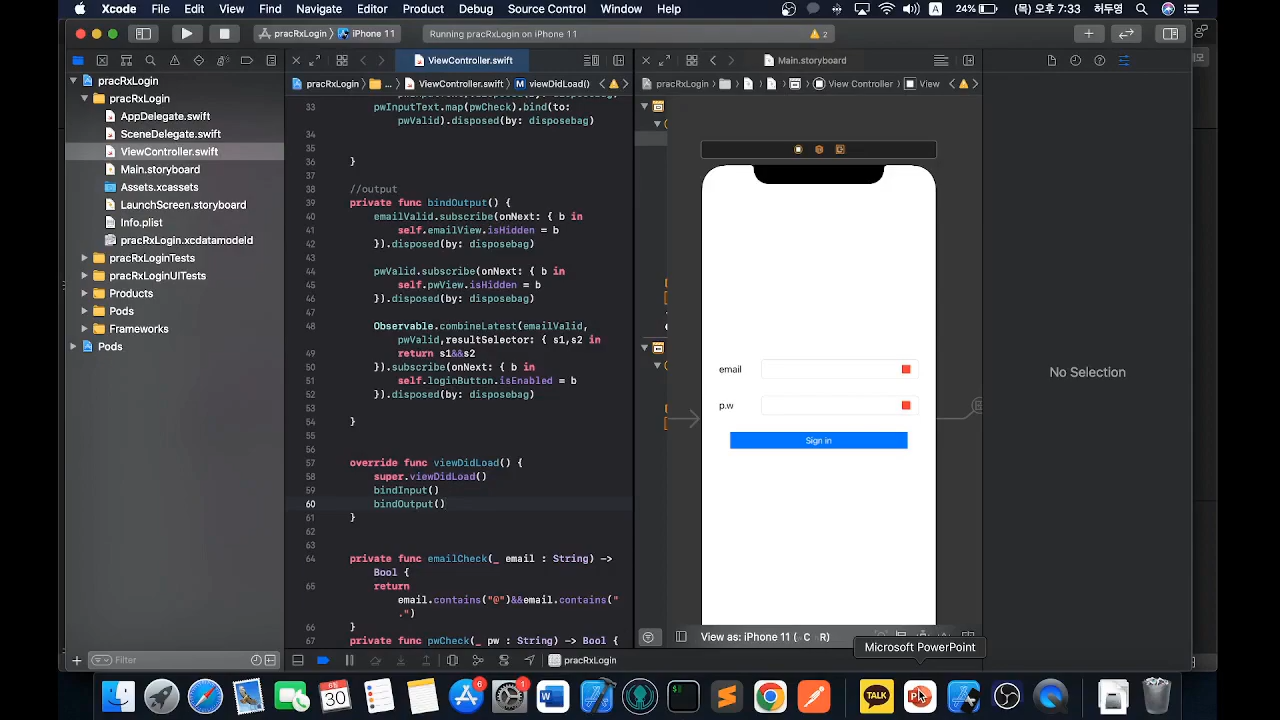 Xcode File Edit View Find Navigate Editor Product Debug Source Control Window Help
A 24% (목) 오후 7:33 허두영
pracRxLogin 〉 iPhone 11
Running pracRxLogin on iPhone 11
2
ViewController.swift
Main.storyboard
pracRxLogin
pracRxLogin
AppDelegate.swift
SceneDelegate.swift
ViewController.swift
Main.storyboard
Assets.xcassets
LaunchScreen.storyboard
Info.plist
pracRxLogin.xcdatamodeld
pracRxLoginTests
pracRxLoginUITests
Products
Pods
Frameworks
Pods
Filter
pracRxLogin 〉 ... 〉 ViewController.swift 〉 M viewDidLoad()
33 pwInputText.map(pwCheck).bind(to:
pwValid).disposed(by: disposebag)
34
35
36 }
37
38 //output
39 private func bindOutput() {
40 emailValid.subscribe(onNext: { b in
41 self.emailView.isHidden = b
42 }).disposed(by: disposebag)
43
44 pwValid.subscribe(onNext: { b in
45 self.pwView.isHidden = b
46 }).disposed(by: disposebag)
47
48 Observable.combineLatest(emailValid,
pwValid,resultSelector: { s1,s2 in
49 return s1&&s2
50 }).subscribe(onNext: { b in
51 self.loginButton.isEnabled = b
52 }).disposed(by: disposebag)
53
54 }
55
56
57 override func viewDidLoad() {
58 super.viewDidLoad()
59 bindInput()
60 bindOutput()
61 }
62
63
64 private func emailCheck(_ email : String) ->
Bool {
65 return
email.contains("@")&&email.contains("
.")
66 }
67 private func pwCheck(_ pw : String) -> Bool {
pracRxLogin
pracRxLogin 〉 View Controller 〉 View
email
p.w
Sign in
View as: iPhone 11 (
C
R)
No Selection
Microsoft PowerPoint
30
6
1
W
TALK
P